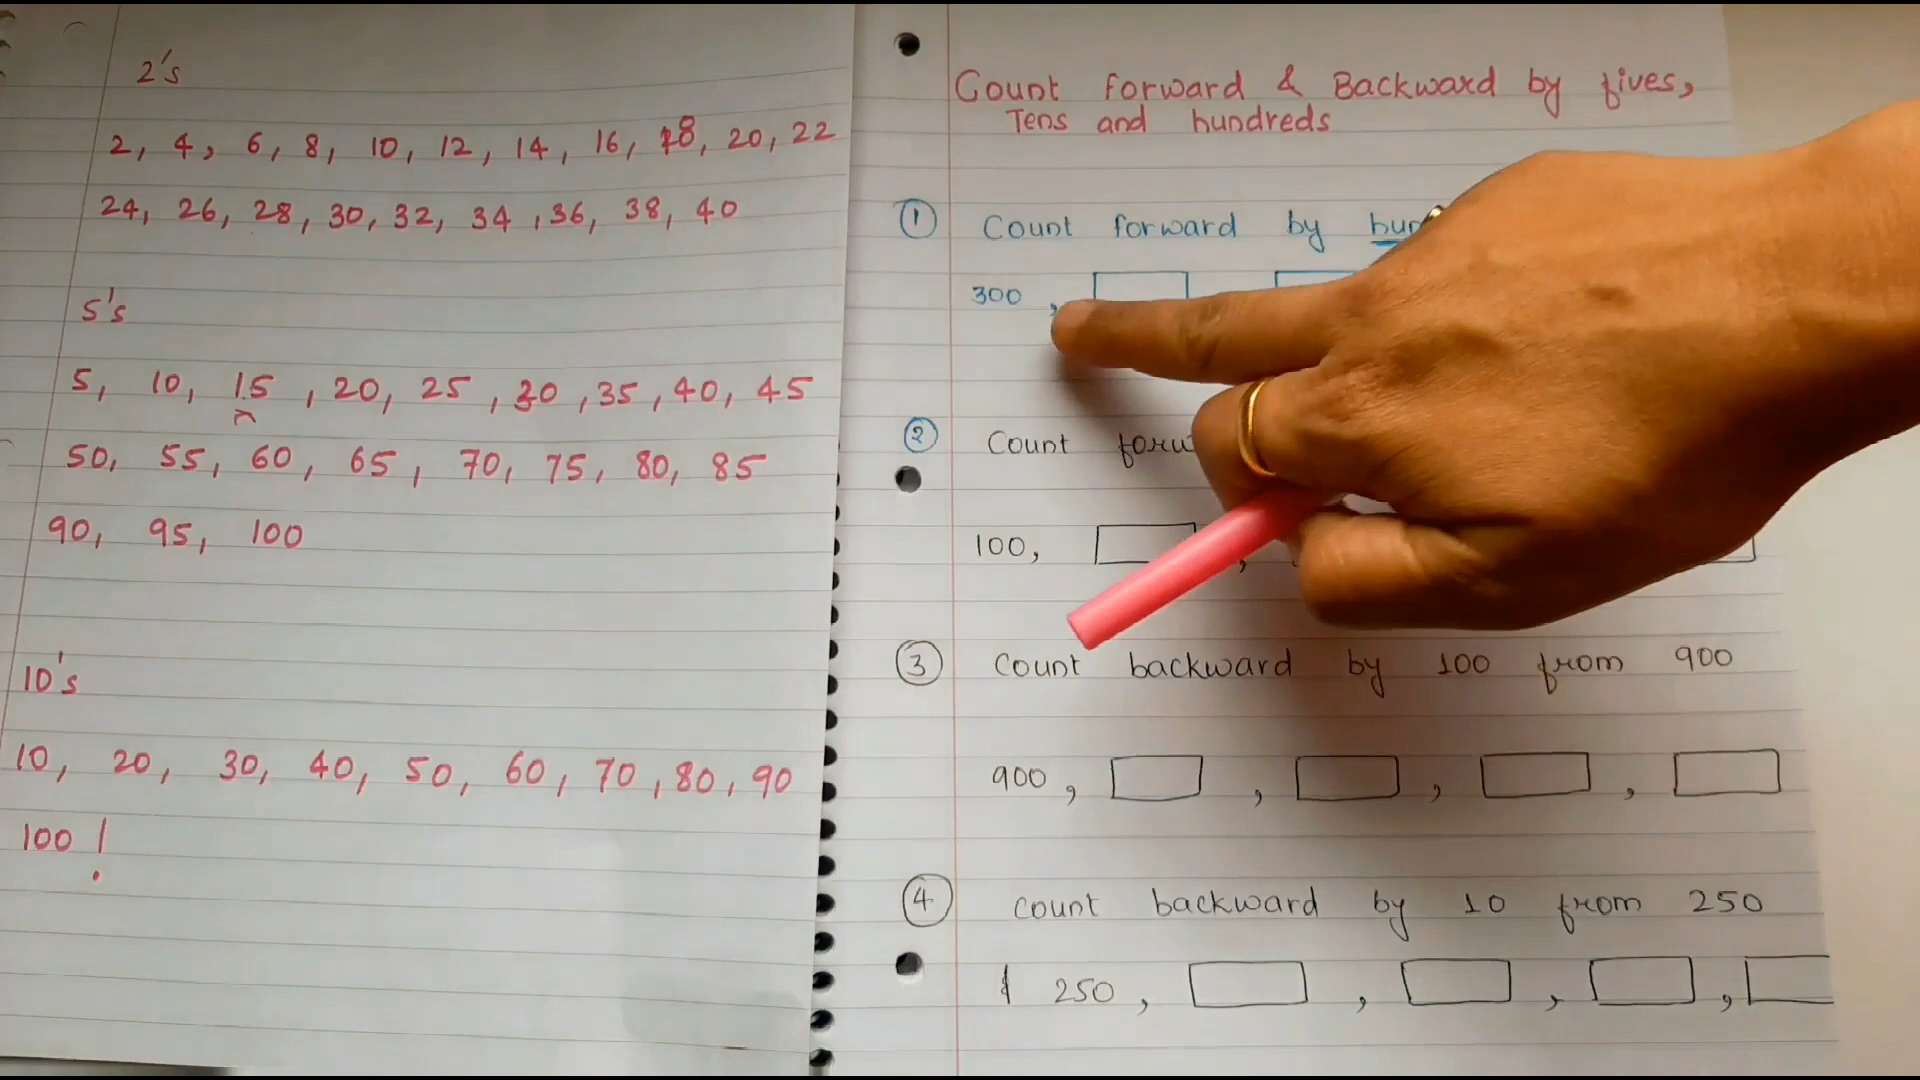 2's
2, 4, 6, 8, 10, 12, 14, 16, 18, 20, 22
24, 26, 28, 30, 32, 34, 36, 38, 40
5's
5, 10, 15, 20, 25, 30, 35, 40, 45
50, 55, 60, 65, 70, 75, 80, 85
90, 95, 100
10's
10, 20, 30, 40, 50, 60, 70, 80, 90
100 !
Count forward & Backward by fives,
Tens and hundreds
① Count forward by
300 ,
② Count
100,
③ Count backward by 100 from 900
900 , , , ,
④ count backward by 10 from 250
250 , , , ,